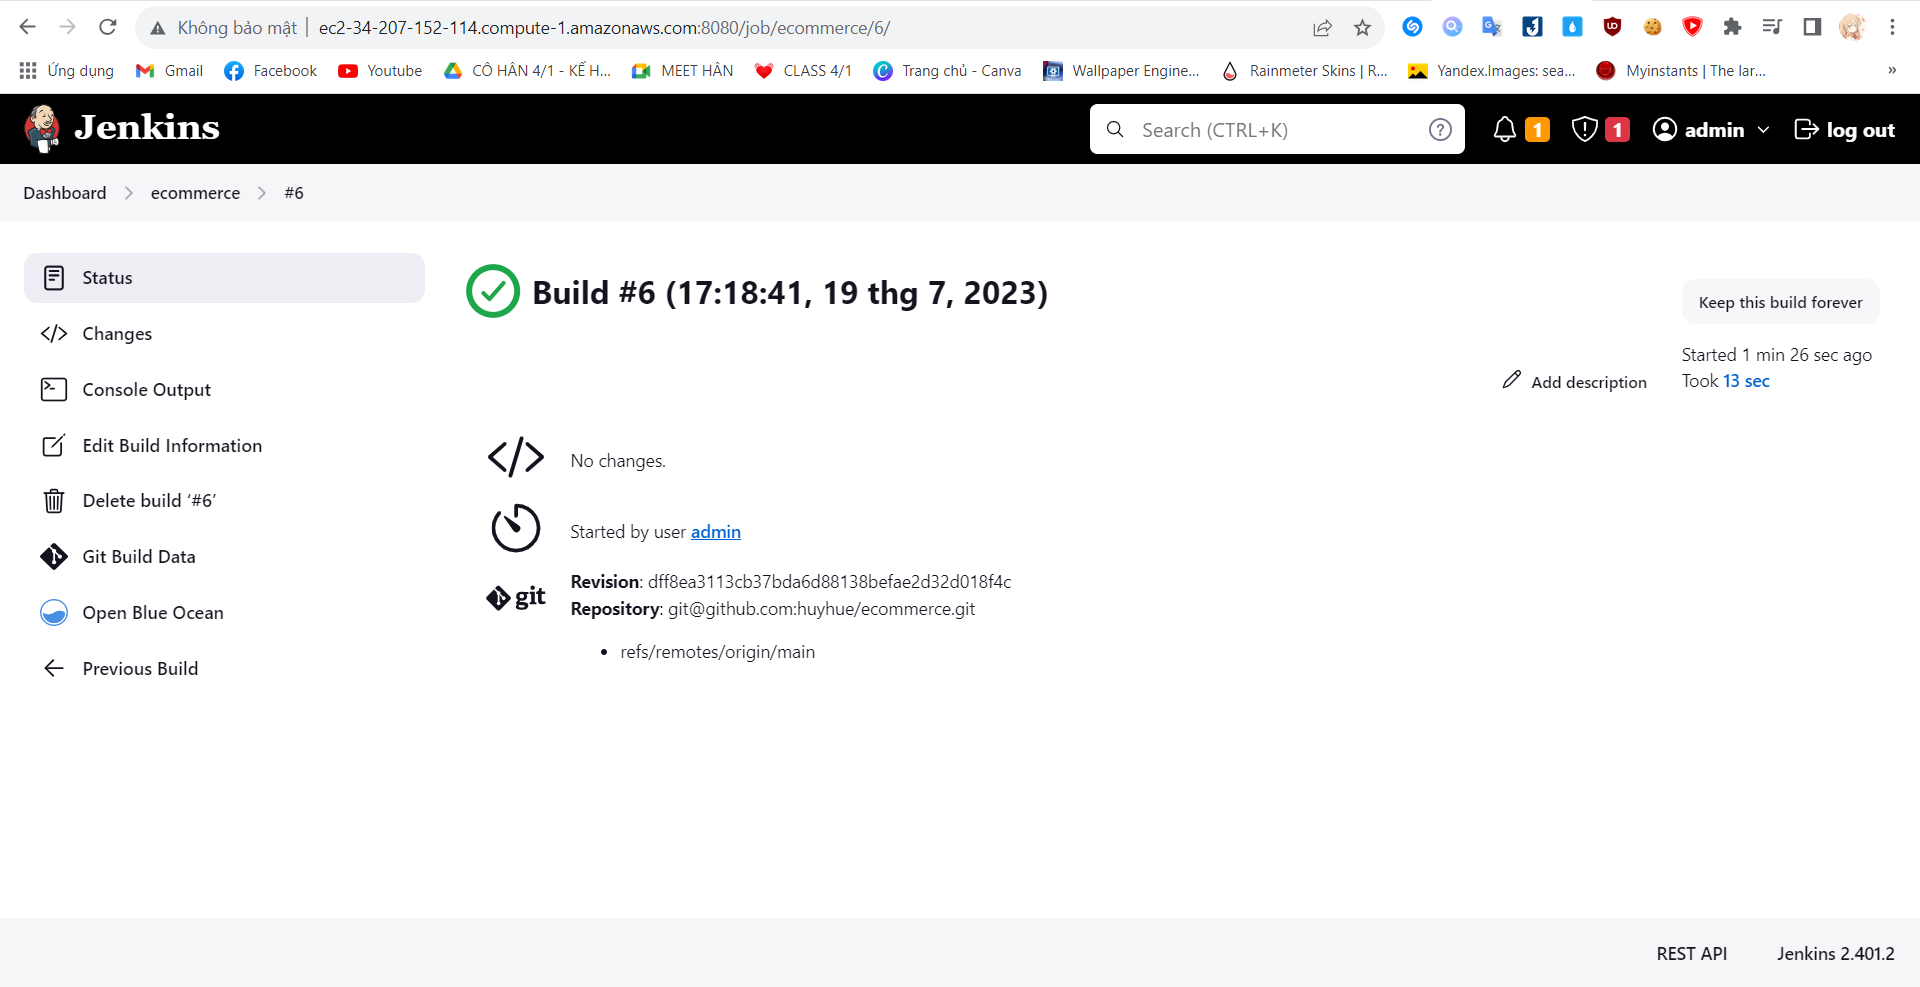 Không bảo mật | ec2-34-207-152-114.compute-1.amazonaws.com:8080/job/ecommerce/6/
Ứng dụng Gmail Facebook Youtube CÔ HÂN 4/1 - KẾ H... MEET HÂN CLASS 4/1 Trang chủ - Canva Wallpaper Engine... Rainmeter Skins | R... Yandex.Images: sea... Myinstants | The lar... »
Jenkins Search (CTRL+K) ? 1 1 admin log out
Dashboard ecommerce #6
Status
Changes
Console Output
Edit Build Information
Delete build ‘#6’
Git Build Data
Open Blue Ocean
Previous Build
Build #6 (17:18:41, 19 thg 7, 2023)
Keep this build forever
Started 1 min 26 sec ago
Took 13 sec
Add description
No changes.
Started by user admin
git
Revision: dff8ea3113cb37bda6d88138befae2d32d018f4c
Repository: git@github.com:huyhue/ecommerce.git
• refs/remotes/origin/main
REST API Jenkins 2.401.2